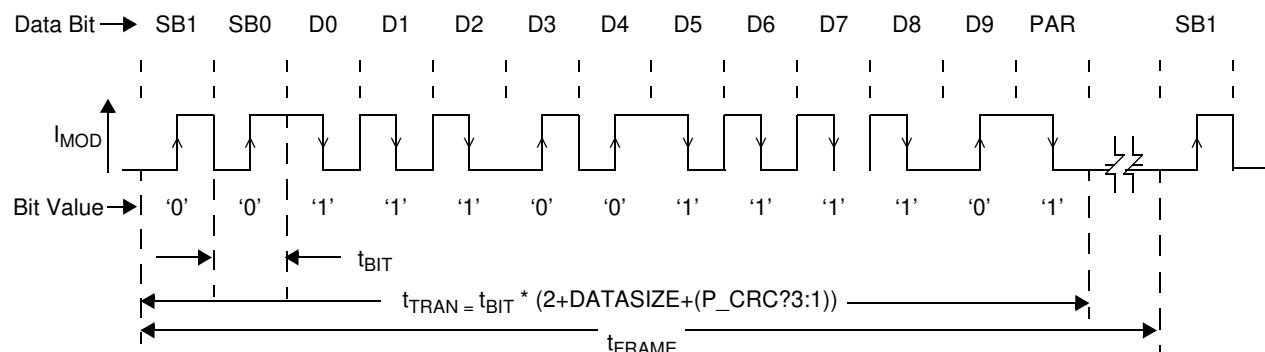 Data Bit SB1 SB0 D0 D1 D2 D3 D4 D5 D6 D7 D8 D9 PAR SB1
IMOD
Bit Value ‘0’ ‘0’ ‘1’ ‘1’ ‘1’ ‘0’ ‘0’ ‘1’ ‘1’ ‘1’ ‘1’ ‘0’ ‘1’
tBIT
tTRAN = tBIT * (2+DATASIZE+(P_CRC?3:1))
tFRAME